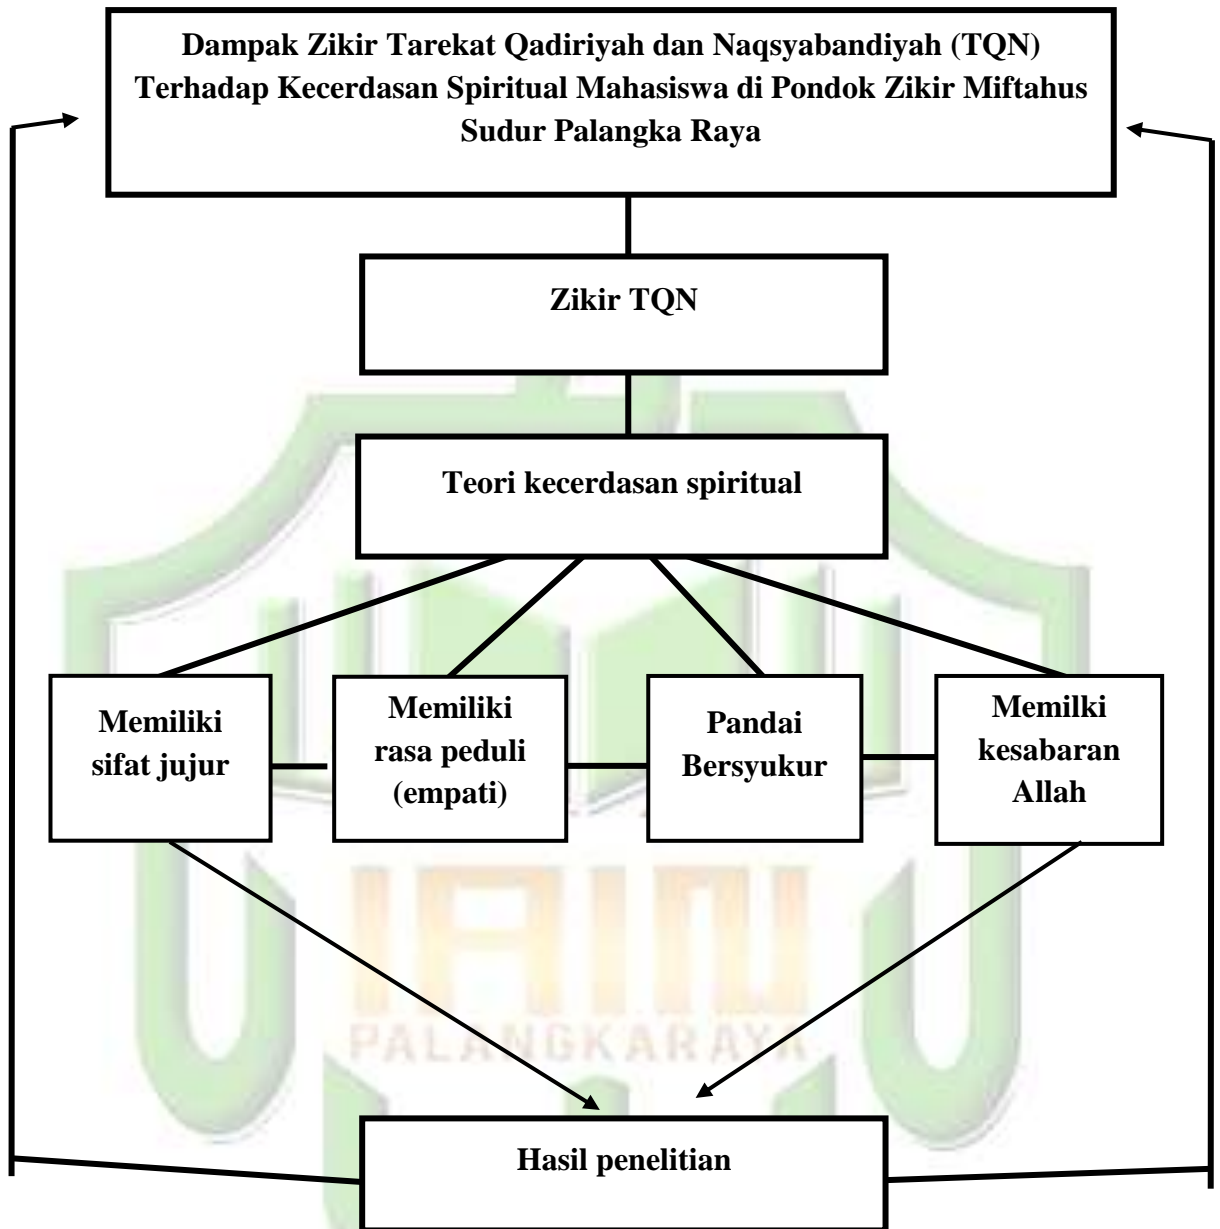 Dampak Zikir Tarekat Qadiriyah dan Naqsyabandiyah (TQN)
Terhadap Kecerdasan Spiritual Mahasiswa di Pondok Zikir Miftahus
Sudur Palangka Raya
Zikir TQN
Teori kecerdasan spiritual
Memiliki
sifat jujur
Memiliki
rasa peduli
(empati)
Pandai
Bersyukur
Memilki
kesabaran
Allah
IAIN
PALANGKARAYA
Hasil penelitian